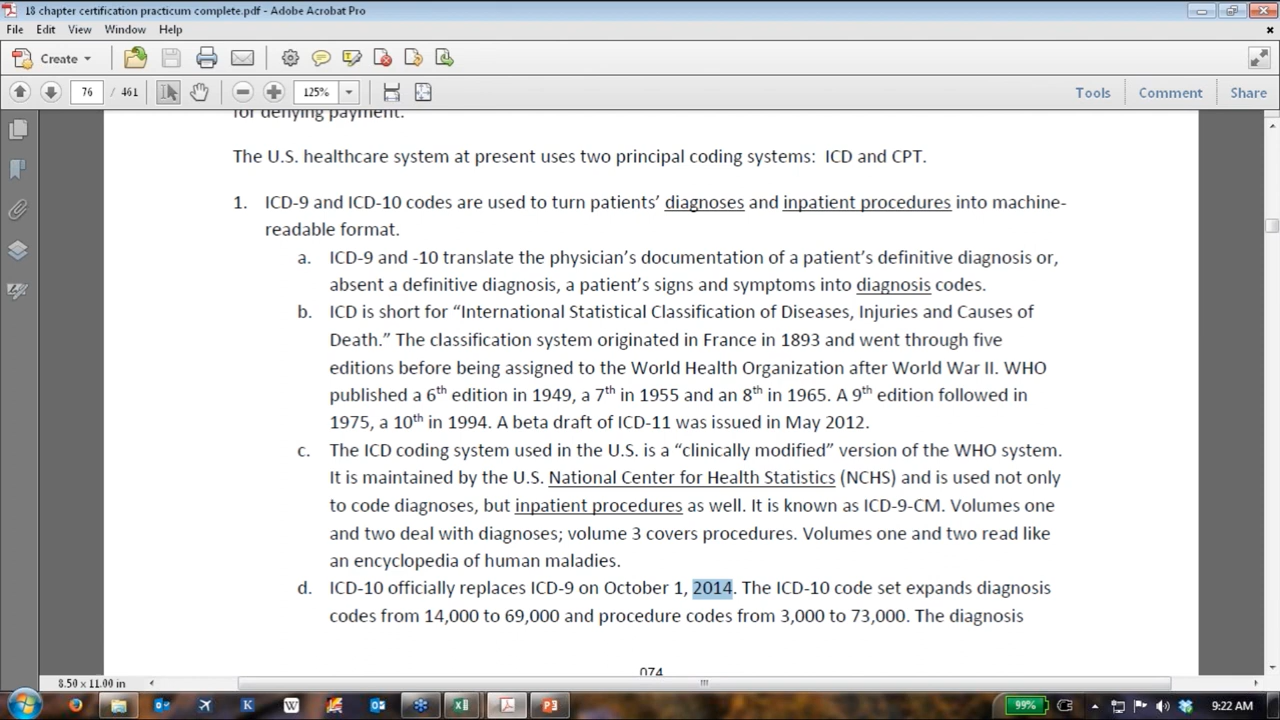 18 chapter certification practicum complete.pdf - Adobe Acrobat Pro
File Edit View Window Help
Create
76 / 461 125% Tools Comment Share
for denying payment.
The U.S. healthcare system at present uses two principal coding systems: ICD and CPT.
1. ICD-9 and ICD-10 codes are used to turn patients’ diagnoses and inpatient procedures into machine-
readable format.
a. ICD-9 and -10 translate the physician’s documentation of a patient’s definitive diagnosis or,
absent a definitive diagnosis, a patient’s signs and symptoms into diagnosis codes.
b. ICD is short for “International Statistical Classification of Diseases, Injuries and Causes of
Death.” The classification system originated in France in 1893 and went through five
editions before being assigned to the World Health Organization after World War II. WHO
published a 6th edition in 1949, a 7th in 1955 and an 8th in 1965. A 9th edition followed in
1975, a 10th in 1994. A beta draft of ICD-11 was issued in May 2012.
c. The ICD coding system used in the U.S. is a “clinically modified” version of the WHO system.
It is maintained by the U.S. National Center for Health Statistics (NCHS) and is used not only
to code diagnoses, but inpatient procedures as well. It is known as ICD-9-CM. Volumes one
and two deal with diagnoses; volume 3 covers procedures. Volumes one and two read like
an encyclopedia of human maladies.
d. ICD-10 officially replaces ICD-9 on October 1, 2014. The ICD-10 code set expands diagnosis
codes from 14,000 to 69,000 and procedure codes from 3,000 to 73,000. The diagnosis
074
8.50 x 11.00 in
99% 9:22 AM